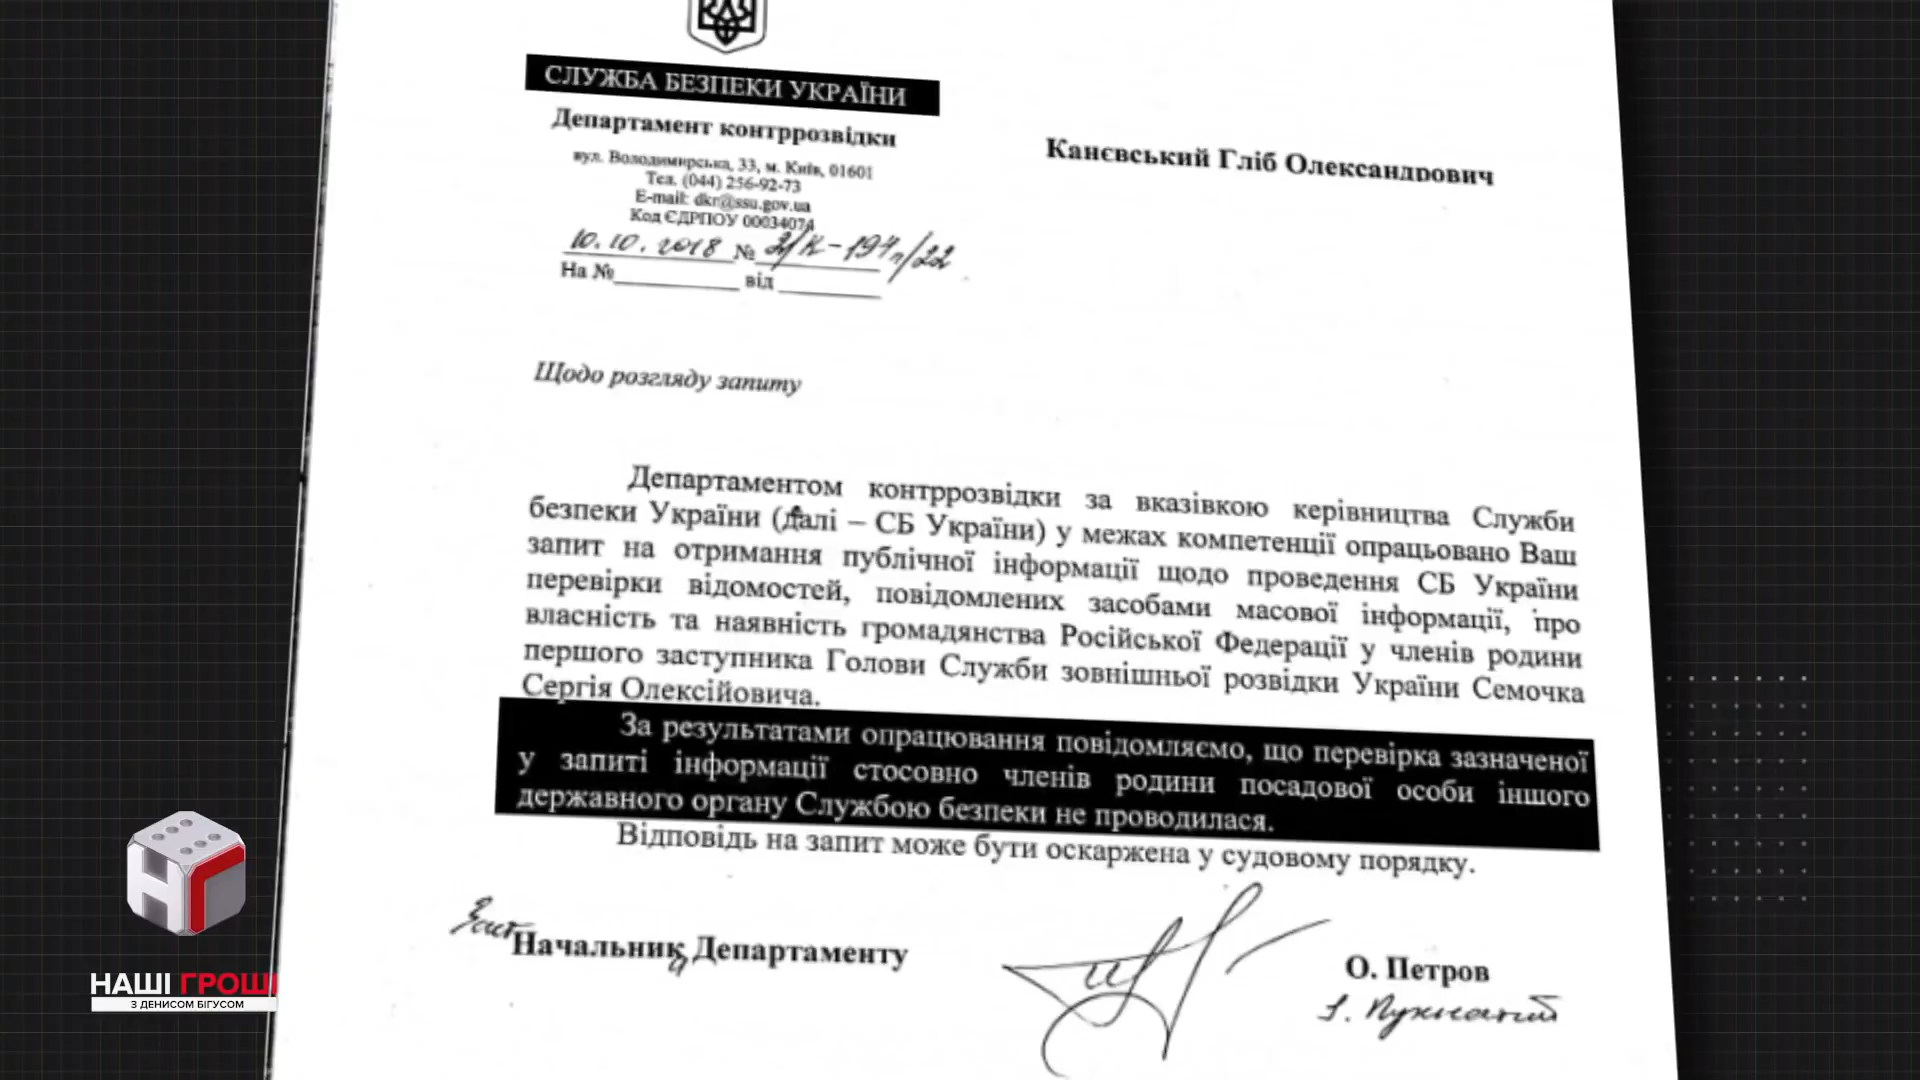 СЛУЖБА БЕЗПЕКИ УКРАЇНИ
Департамент контррозвідки
вул. Володимирська, 33, м. Київ, 01601
Тел. (044) 256-92-73
E-mail: dkr@ssu.gov.ua
Код ЄДРПОУ 00034074
10.10.2018 № 2/К-197п/22
На № від
Канєвський Гліб Олександрович
Щодо розгляду запиту
Департаментом контррозвідки за вказівкою керівництва Служби
безпеки України (далі – СБ України) у межах компетенції опрацьовано Ваш
запит на отримання публічної інформації щодо проведення СБ України
перевірки відомостей, повідомлених засобами масової інформації, про
власність та наявність громадянства Російської Федерації у членів родини
першого заступника Голови Служби зовнішньої розвідки України Семочка
Сергія Олексійовича.
За результатами опрацювання повідомляємо, що перевірка зазначеної
у запиті інформації стосовно членів родини посадової особи іншого
державного органу Службою безпеки не проводилася.
Відповідь на запит може бути оскаржена у судовому порядку.
Начальник Департаменту
О. Петров
НГ
НАШІ ГРОШІ
З ДЕНИСОМ БІГУСОМ